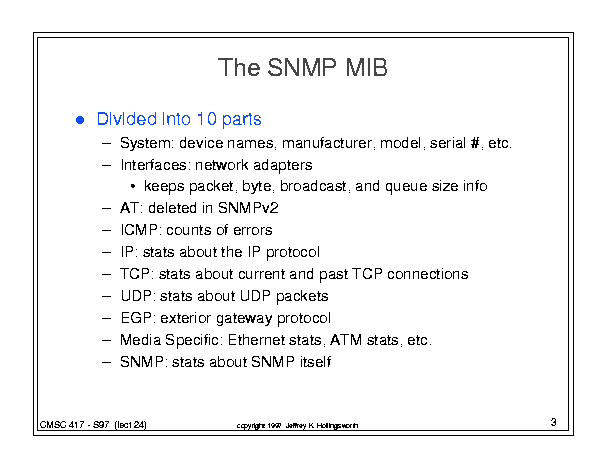 The SNMP MIB
● Divided into 10 parts
– System: device names, manufacturer, model, serial #, etc.
– Interfaces: network adapters
• keeps packet, byte, broadcast, and queue size info
– AT: deleted in SNMPv2
– ICMP: counts of errors
– IP: stats about the IP protocol
– TCP: stats about current and past TCP connections
– UDP: stats about UDP packets
– EGP: exterior gateway protocol
– Media Specific: Ethernet stats, ATM stats, etc.
– SNMP: stats about SNMP itself
CMSC 417 - S97 (lect24)
copyright 1997 Jeffrey K. Hollingsworth
3